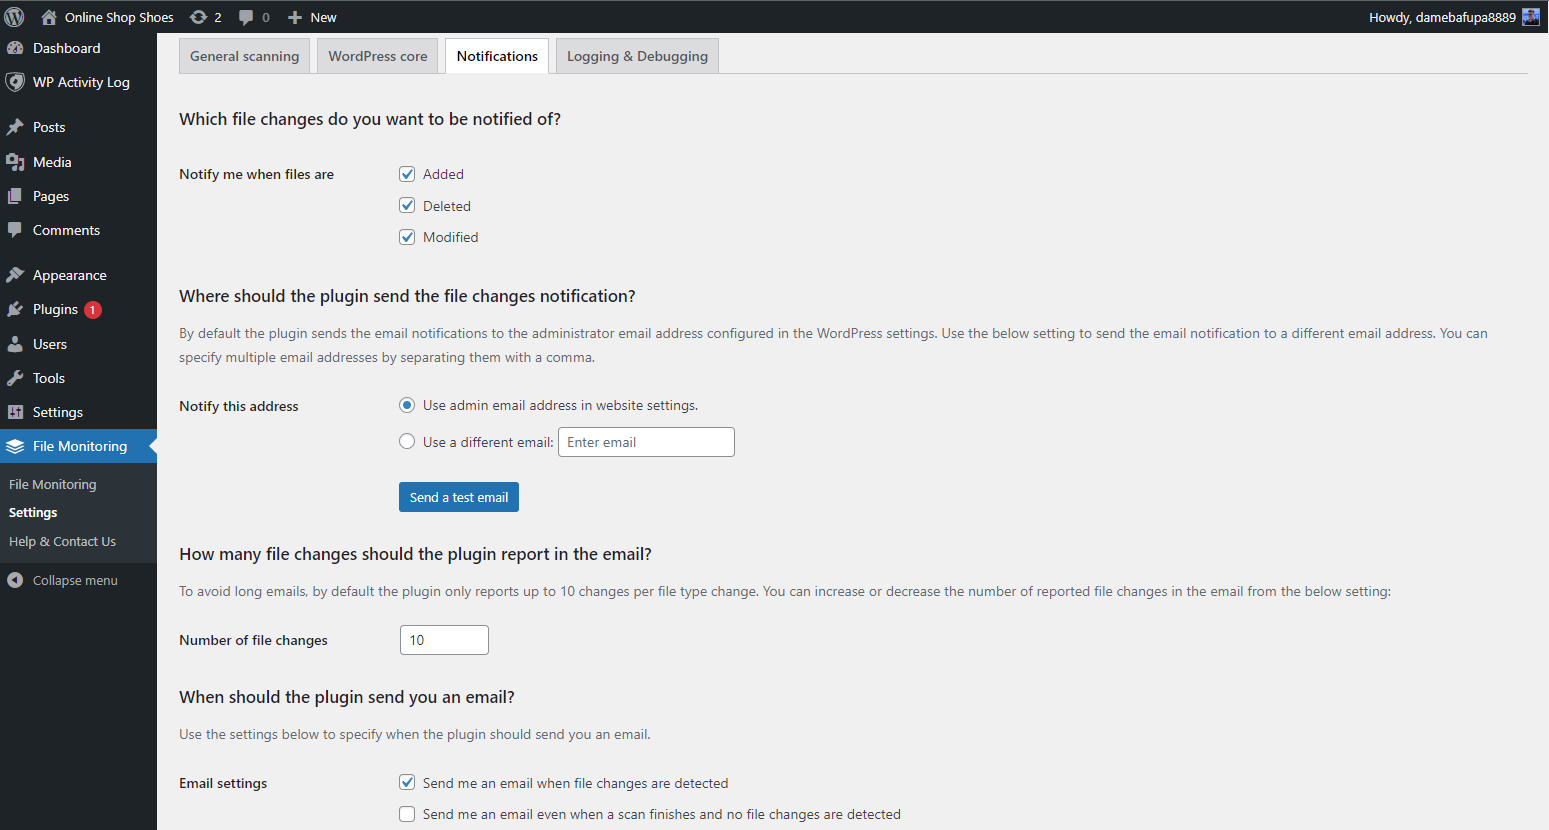 Online Shop Shoes 2 0 New Howdy, damebafupa8889
Dashboard
WP Activity Log
Posts
Media
Pages
Comments
Appearance
Plugins 1
Users
Tools
Settings
File Monitoring
File Monitoring
Settings
Help & Contact Us
Collapse menu
General scanning WordPress core Notifications Logging & Debugging
Which file changes do you want to be notified of?
Notify me when files are Added
Deleted
Modified
Where should the plugin send the file changes notification?
By default the plugin sends the email notifications to the administrator email address configured in the WordPress settings. Use the below setting to send the email notification to a different email address. You can
specify multiple email addresses by separating them with a comma.
Notify this address Use admin email address in website settings.
Use a different email: Enter email
Send a test email
How many file changes should the plugin report in the email?
To avoid long emails, by default the plugin only reports up to 10 changes per file type change. You can increase or decrease the number of reported file changes in the email from the below setting:
Number of file changes 10
When should the plugin send you an email?
Use the settings below to specify when the plugin should send you an email.
Email settings Send me an email when file changes are detected
Send me an email even when a scan finishes and no file changes are detected